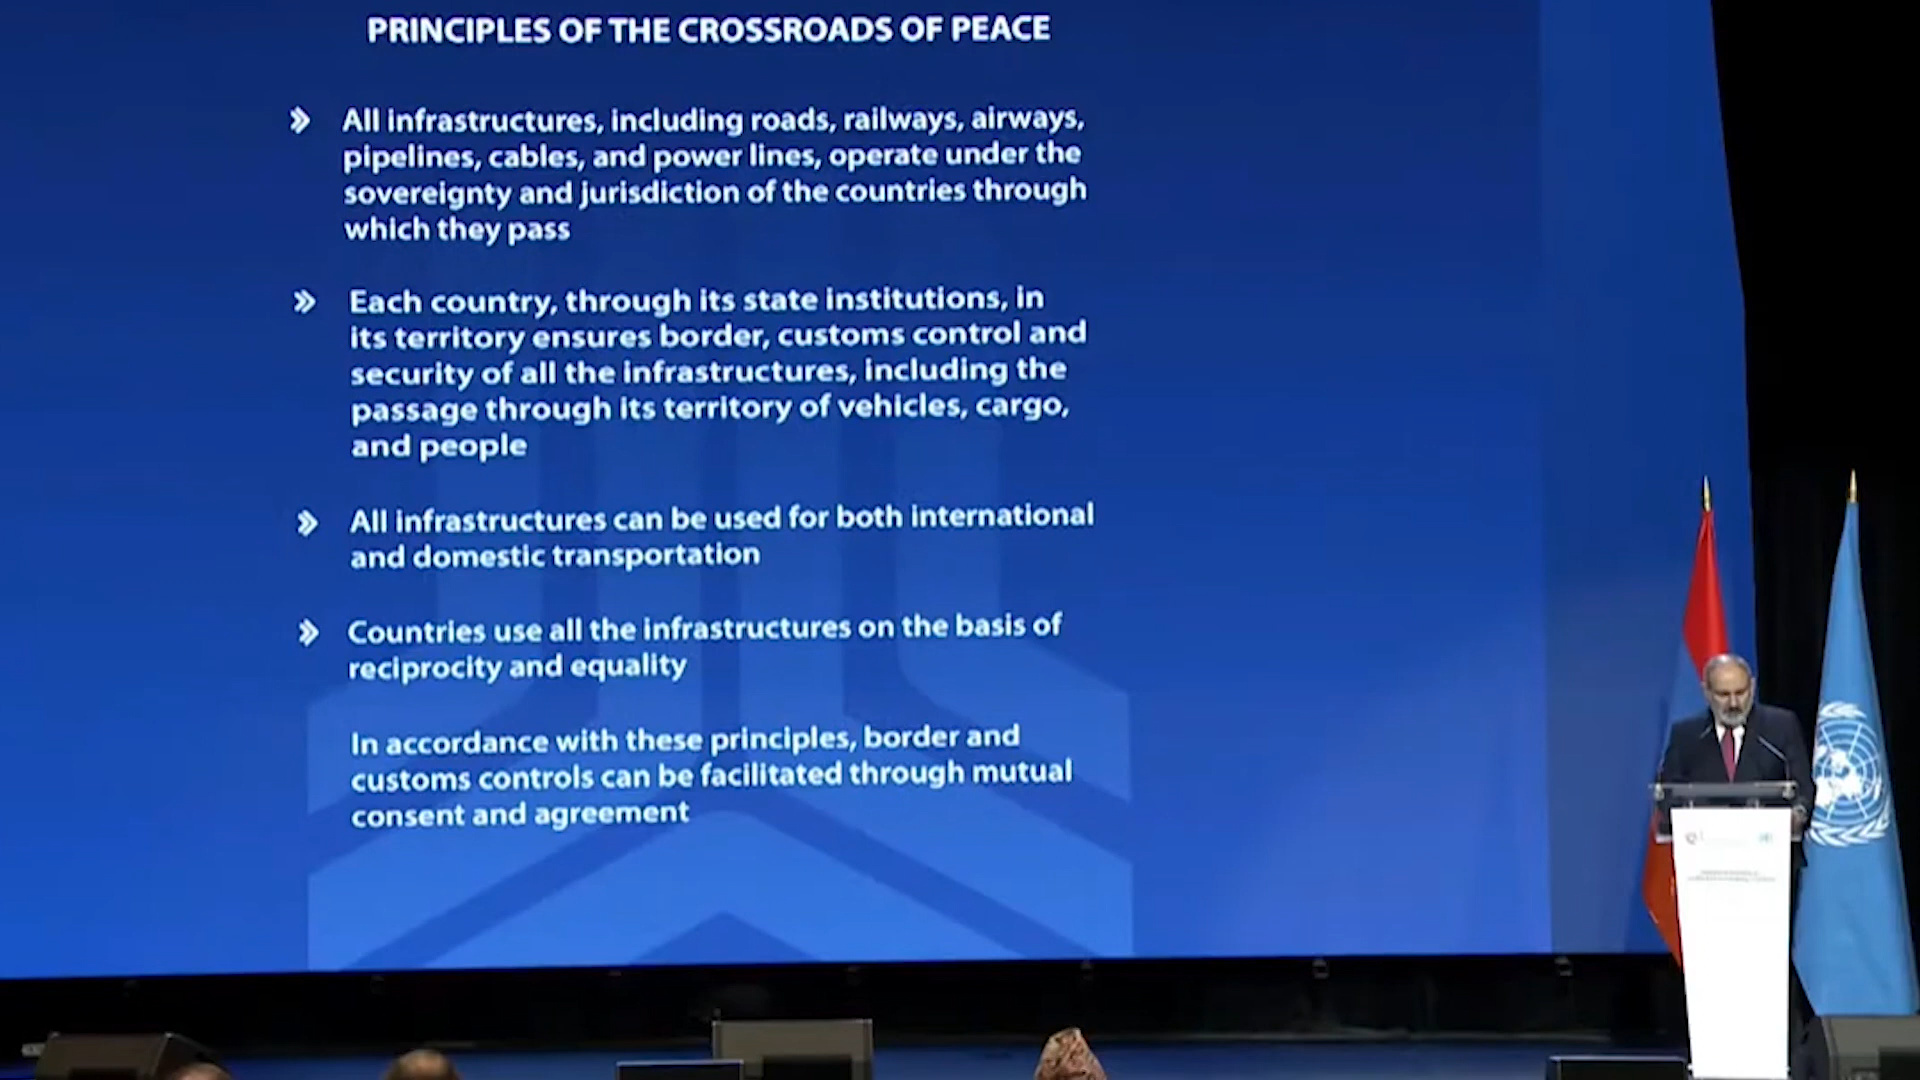 PRINCIPLES OF THE CROSSROADS OF PEACE
All infrastructures, including roads, railways, airways,
pipelines, cables, and power lines, operate under the
sovereignty and jurisdiction of the countries through
which they pass
Each country, through its state institutions, in
its territory ensures border, customs control and
security of all the infrastructures, including the
passage through its territory of vehicles, cargo,
and people
All infrastructures can be used for both international
and domestic transportation
Countries use all the infrastructures on the basis of
reciprocity and equality
In accordance with these principles, border and
customs controls can be facilitated through mutual
consent and agreement